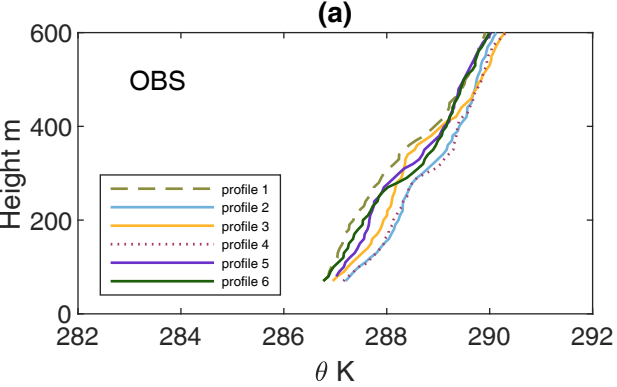 (a)
600
OBS
400
Height m
profile 1
profile 2
200
profile 3
profile 4
profile 5
profile 6
0
282 284 286 288 290 292
θ K